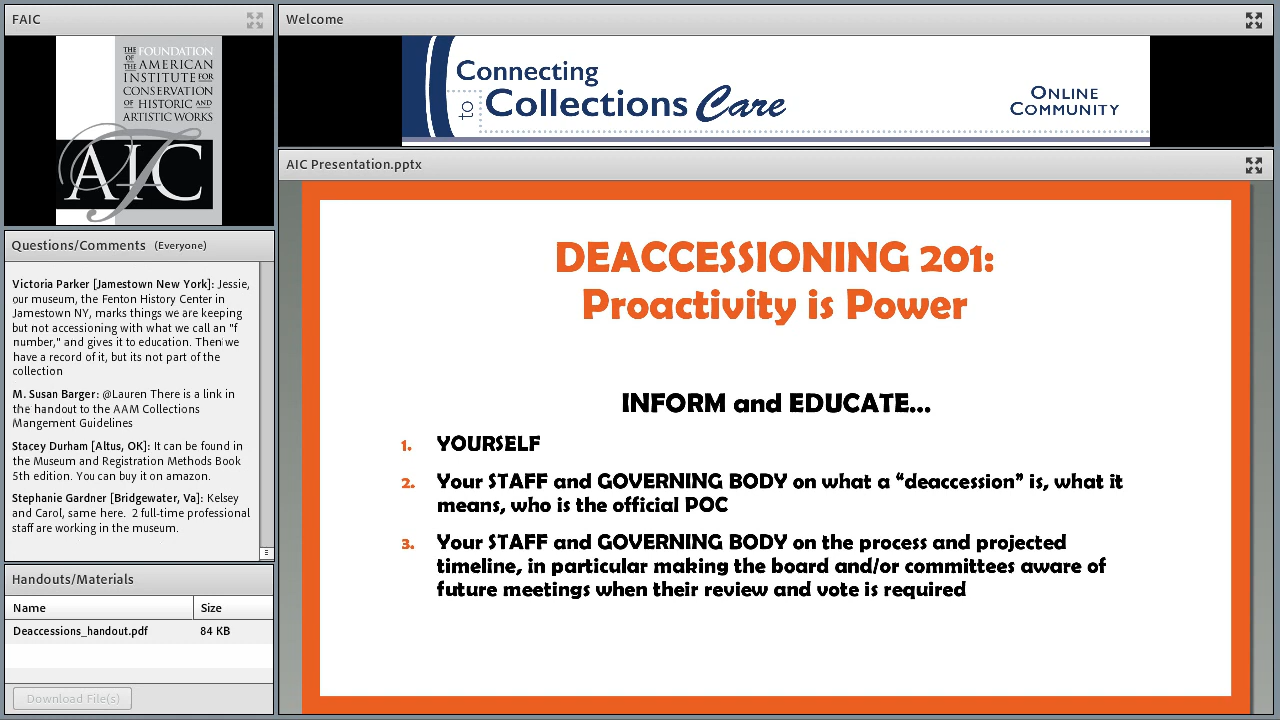 FAIC
THE FOUNDATION
OF THE AMERICAN
INSTITUTE FOR
CONSERVATION
OF HISTORIC AND
ARTISTIC WORKS
AIC
Questions/Comments (Everyone)
Victoria Parker [Jamestown New York]: Jessie,
our museum, the Fenton History Center in
Jamestown NY, marks things we are keeping
but not accessioning with what we call an "f
number," and gives it to education. Then we
have a record of it, but its not part of the
collection
M. Susan Barger: @Lauren There is a link in
the handout to the AAM Collections
Mangement Guidelines
Stacey Durham [Altus, OK]: It can be found in
the Museum and Registration Methods Book
5th edition. You can buy it on amazon.
Stephanie Gardner [Bridgewater, Va]: Kelsey
and Carol, same here. 2 full-time professional
staff are working in the museum.
Handouts/Materials
Name Size
Deaccessions_handout.pdf 84 KB
Download File(s)
Welcome
Connecting
to Collections Care
ONLINE
COMMUNITY
AIC Presentation.pptx
DEACCESSIONING 201:
Proactivity is Power
INFORM and EDUCATE...
1. YOURSELF
2. Your STAFF and GOVERNING BODY on what a “deaccession” is, what it
means, who is the official POC
3. Your STAFF and GOVERNING BODY on the process and projected
timeline, in particular making the board and/or committees aware of
future meetings when their review and vote is required